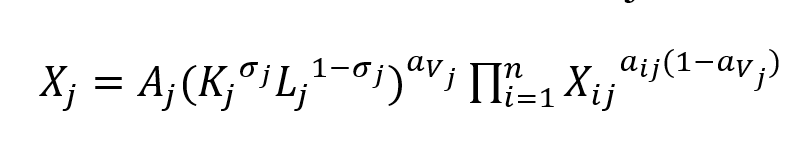 X_j = A_j(K_j^{σ_j} L_j^{1−σ_j})^{a_{V_j}} ∏_{i=1}^{n} X_{ij}^{a_{ij}(1−a_{V_j})}